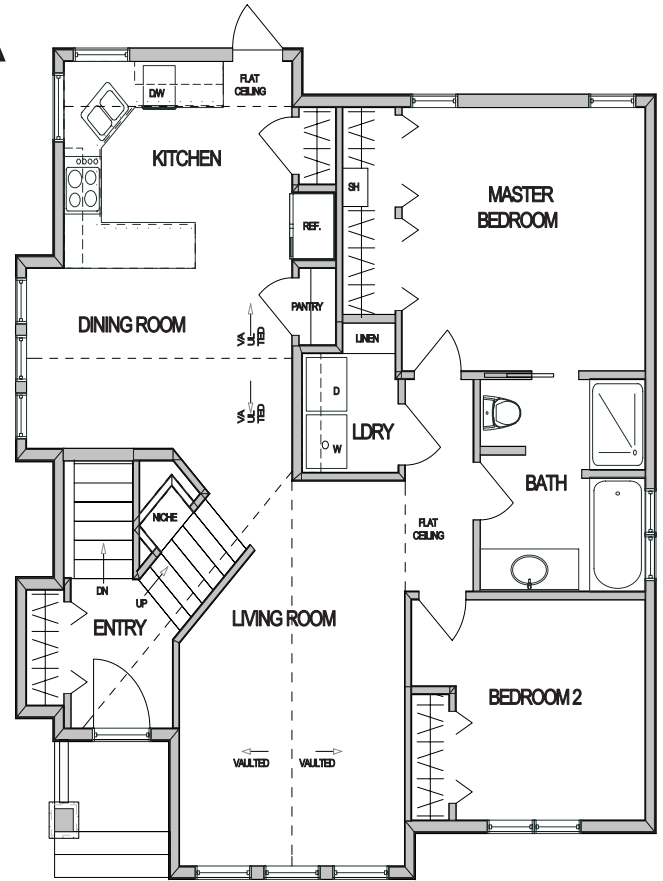 DW
FLAT
CEILING
KITCHEN
SH
MASTER
BEDROOM
REF.
PANTRY
DINING ROOM
VA
UL
TED
LINEN
VA
UL
TED
D
W
LDRY
BATH
NICHE
FLAT
CEILING
DN
UP
ENTRY
LIVING ROOM
BEDROOM 2
VAULTED
VAULTED